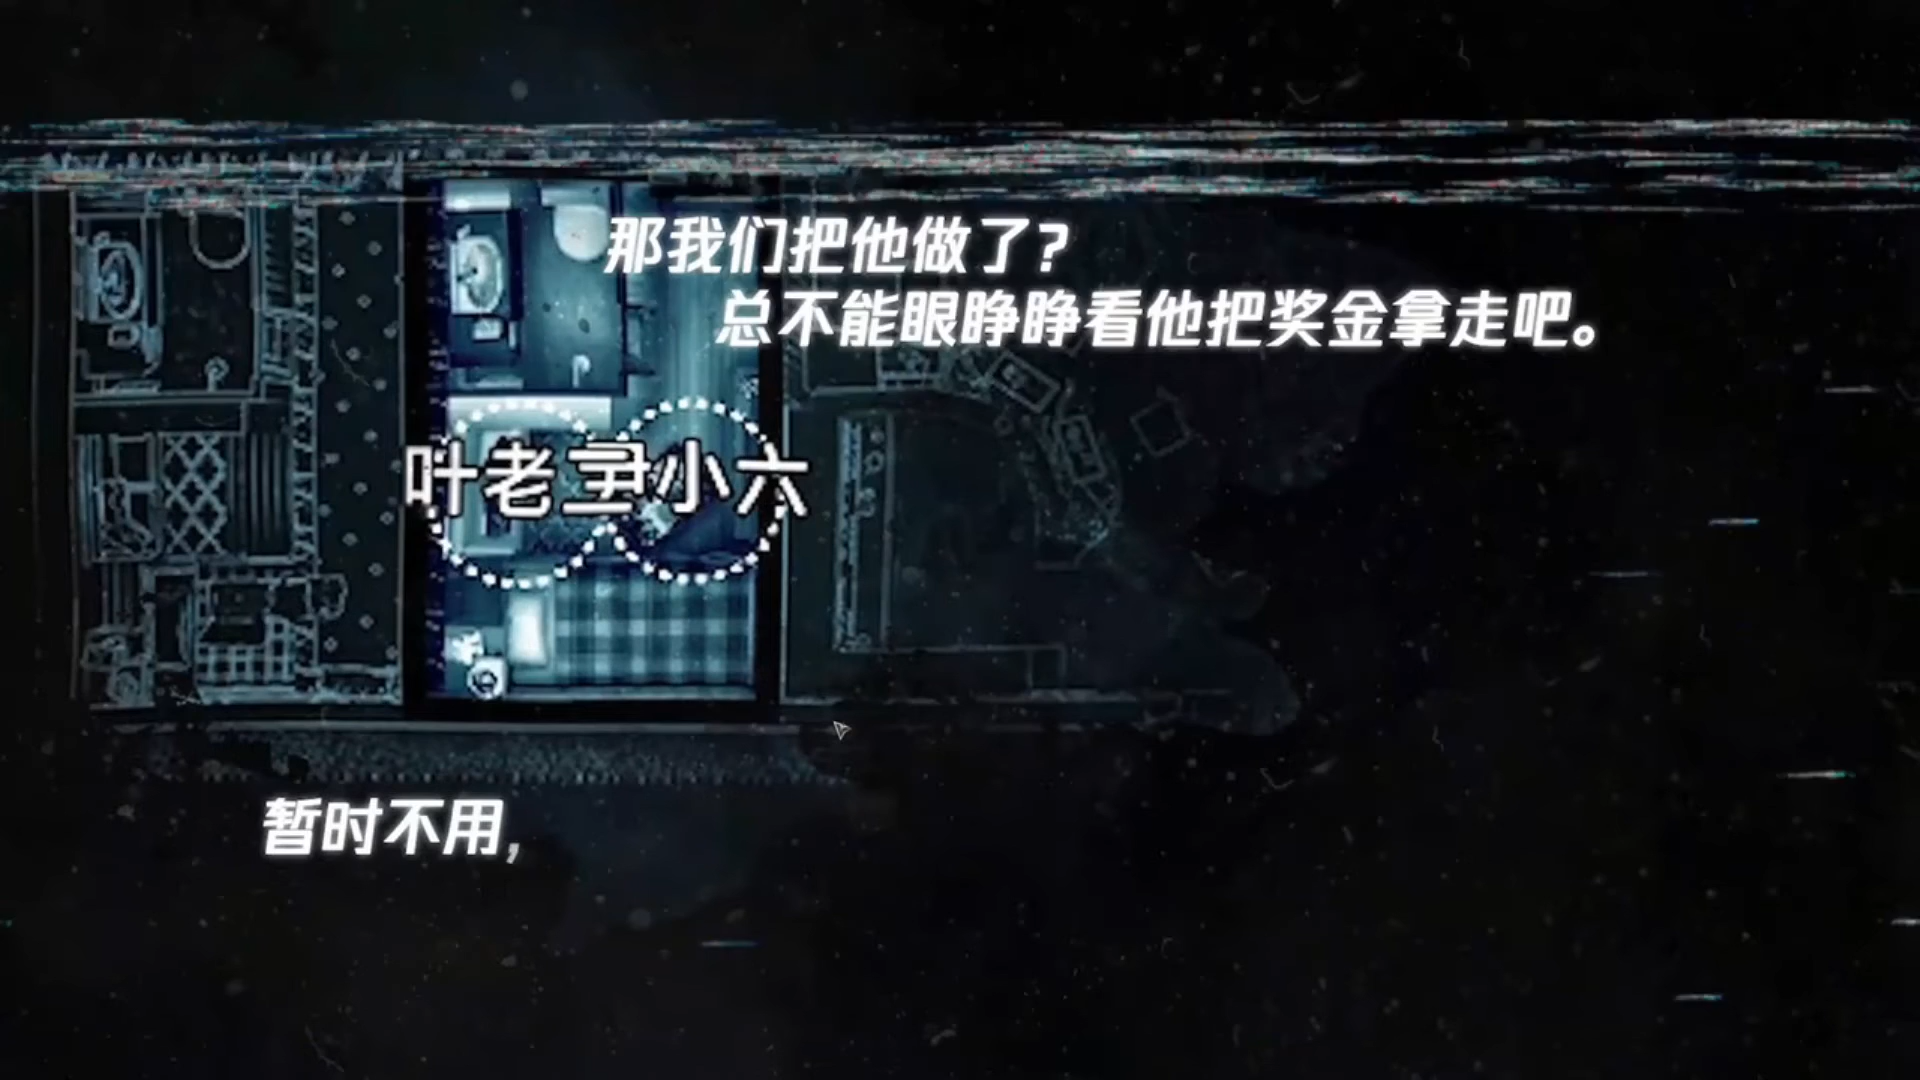 那我们把他做了？
总不能眼睁睁看他把奖金拿走吧。
叶老三
尹小六
暂时不用，